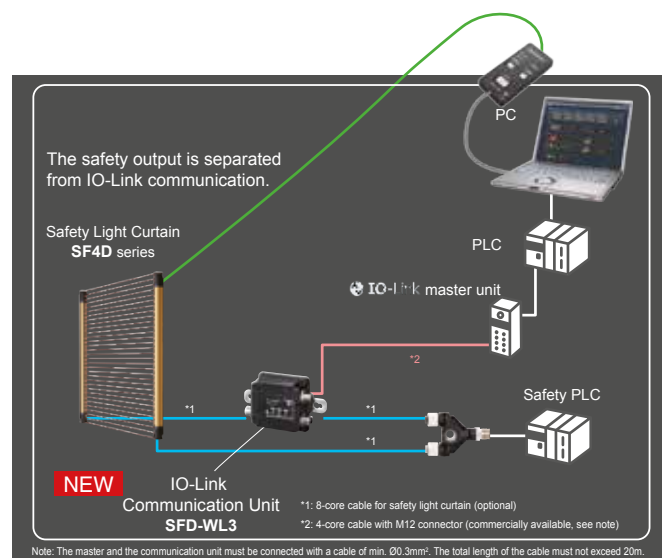 PC
The safety output is separated
from IO-Link communication.
Safety Light Curtain
SF4D series
PLC
IO-Link master unit
*2
Safety PLC
*1
*1
*1
NEW
IO-Link
Communication Unit
SFD-WL3
*1: 8-core cable for safety light curtain (optional)
*2: 4-core cable with M12 connector (commercially available, see note)
Note: The master and the communication unit must be connected with a cable of min. Ø0.3mm². The total length of the cable must not exceed 20m.